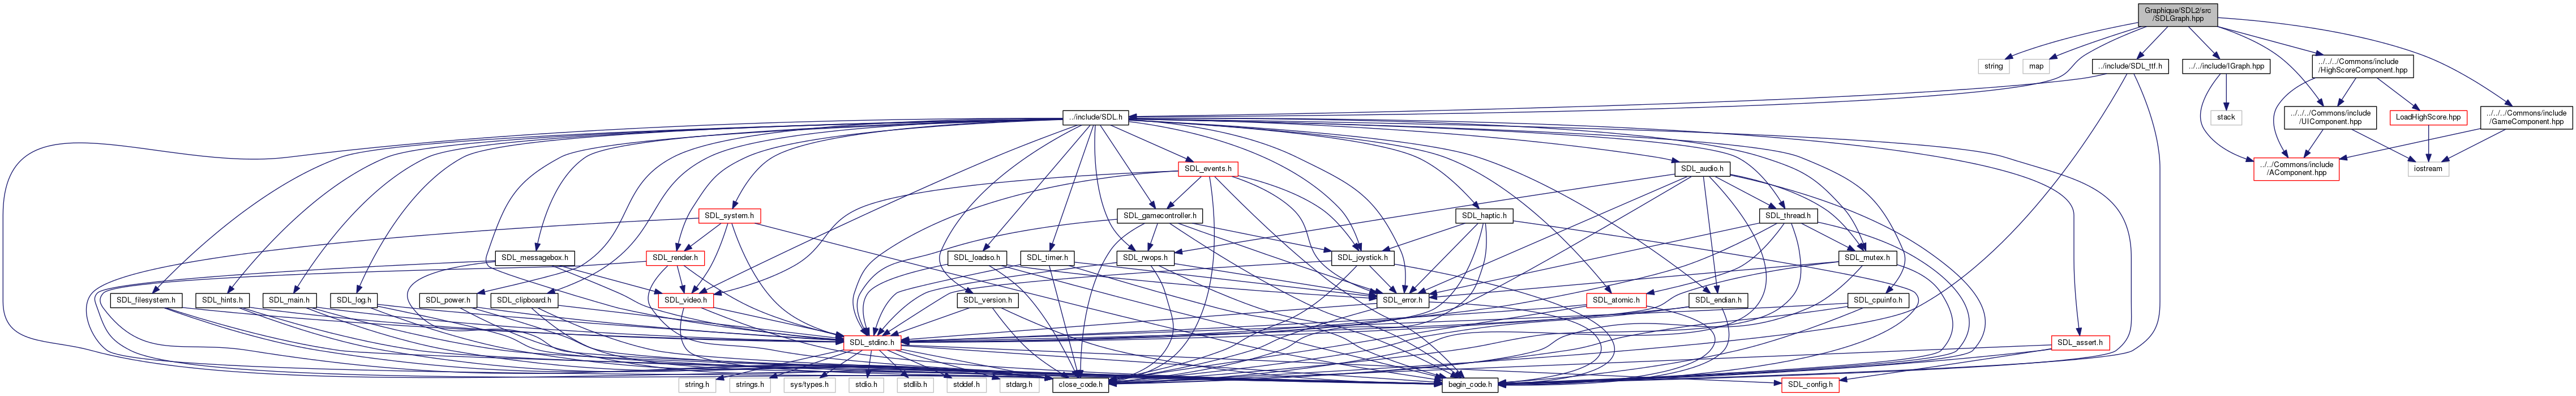 Graphique/SDL2/src
/SDLGraph.hpp
string
map
../include/SDL_ttf.h
../../include/IGraph.hpp
../../../Commons/include
/HighScoreComponent.hpp
../include/SDL.h
stack
../../../Commons/include
/UIComponent.hpp
LoadHighScore.hpp
../../../Commons/include
/GameComponent.hpp
SDL_events.h
SDL_audio.h
../../Commons/include
/AComponent.hpp
iostream
SDL_system.h
SDL_gamecontroller.h
SDL_haptic.h
SDL_thread.h
SDL_messagebox.h
SDL_render.h
SDL_loadso.h
SDL_timer.h
SDL_rwops.h
SDL_joystick.h
SDL_mutex.h
SDL_filesystem.h
SDL_hints.h
SDL_main.h
SDL_log.h
SDL_power.h
SDL_clipboard.h
SDL_video.h
SDL_version.h
SDL_error.h
SDL_atomic.h
SDL_endian.h
SDL_cpuinfo.h
SDL_stdinc.h
SDL_assert.h
string.h
strings.h
sys/types.h
stdio.h
stdlib.h
stddef.h
stdarg.h
close_code.h
begin_code.h
SDL_config.h